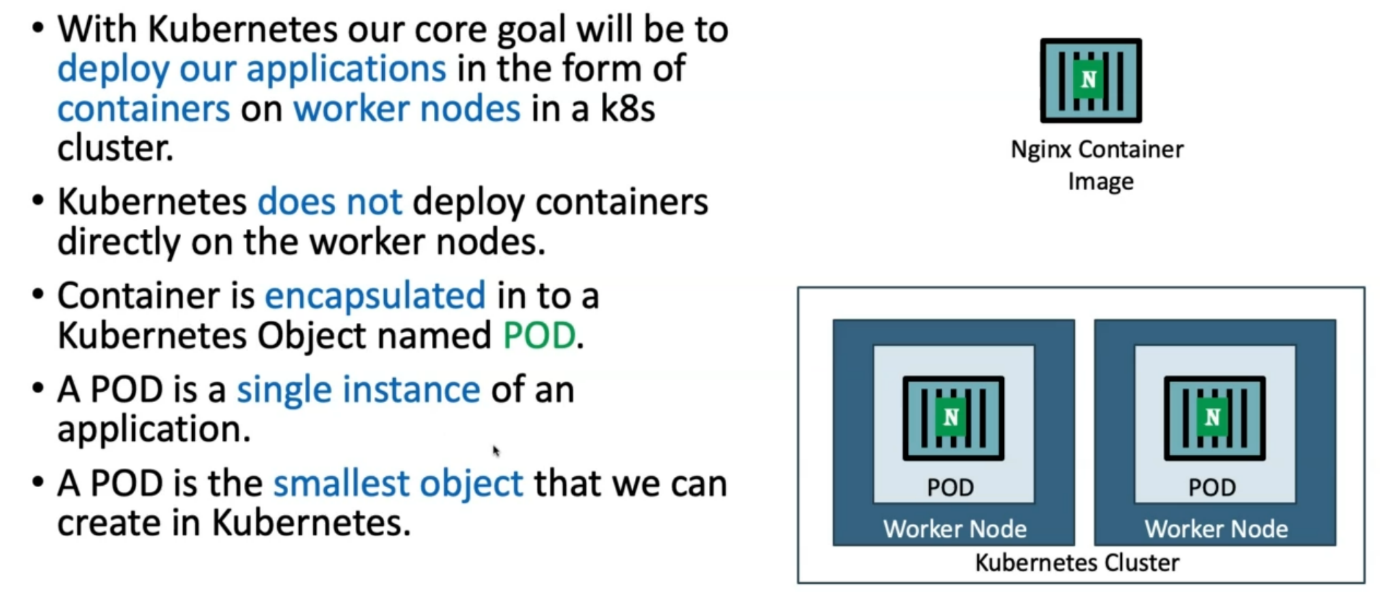 • With Kubernetes our core goal will be to
deploy our applications in the form of
containers on worker nodes in a k8s
cluster.
• Kubernetes does not deploy containers
directly on the worker nodes.
• Container is encapsulated in to a
Kubernetes Object named POD.
• A POD is a single instance of an
application.
• A POD is the smallest object that we can
create in Kubernetes.
N
Nginx Container
Image
N
POD
Worker Node
N
POD
Worker Node
Kubernetes Cluster